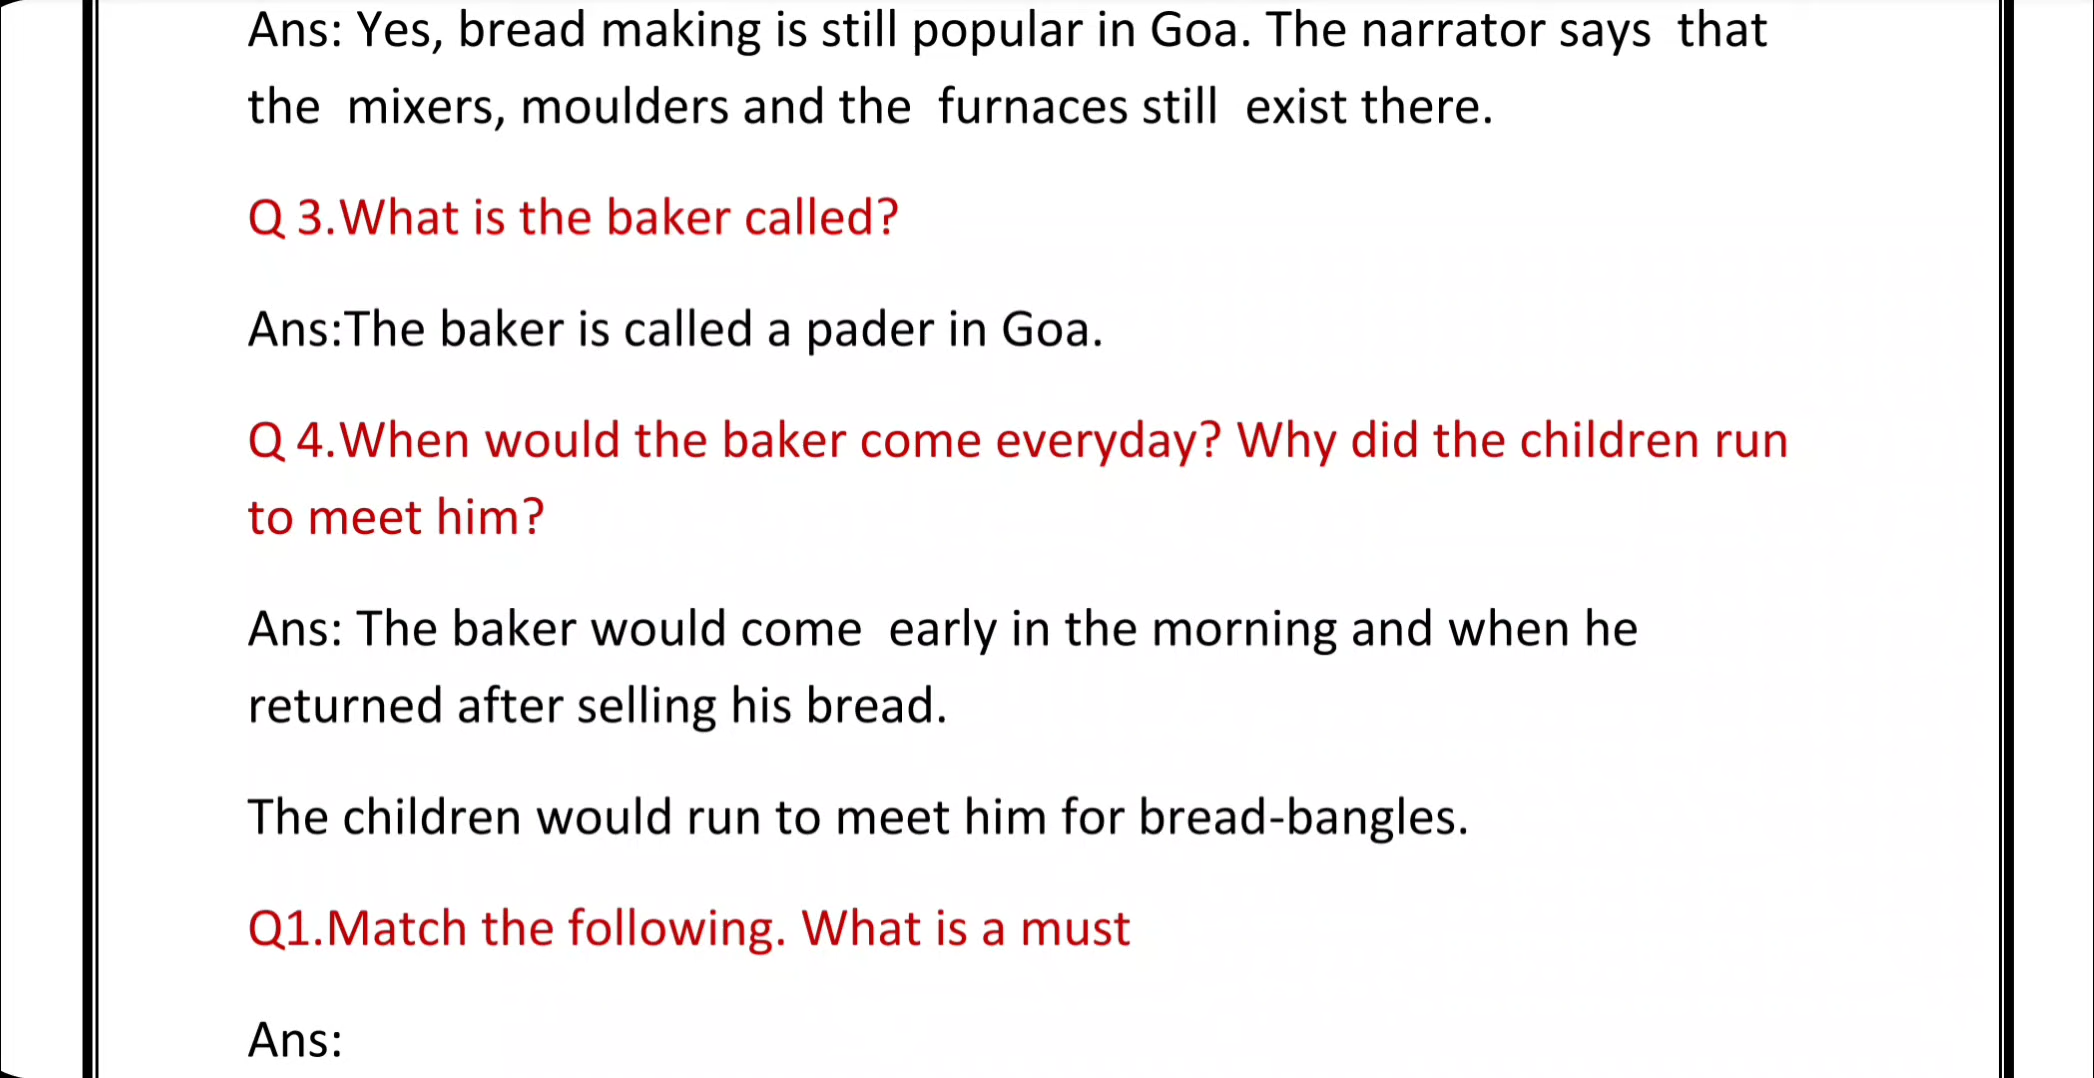 Ans: Yes, bread making is still popular in Goa. The narrator says that
the mixers, moulders and the furnaces still exist there.
Q 3.What is the baker called?
Ans:The baker is called a pader in Goa.
Q 4.When would the baker come everyday? Why did the children run
to meet him?
Ans: The baker would come early in the morning and when he
returned after selling his bread.
The children would run to meet him for bread-bangles.
Q1.Match the following. What is a must
Ans: